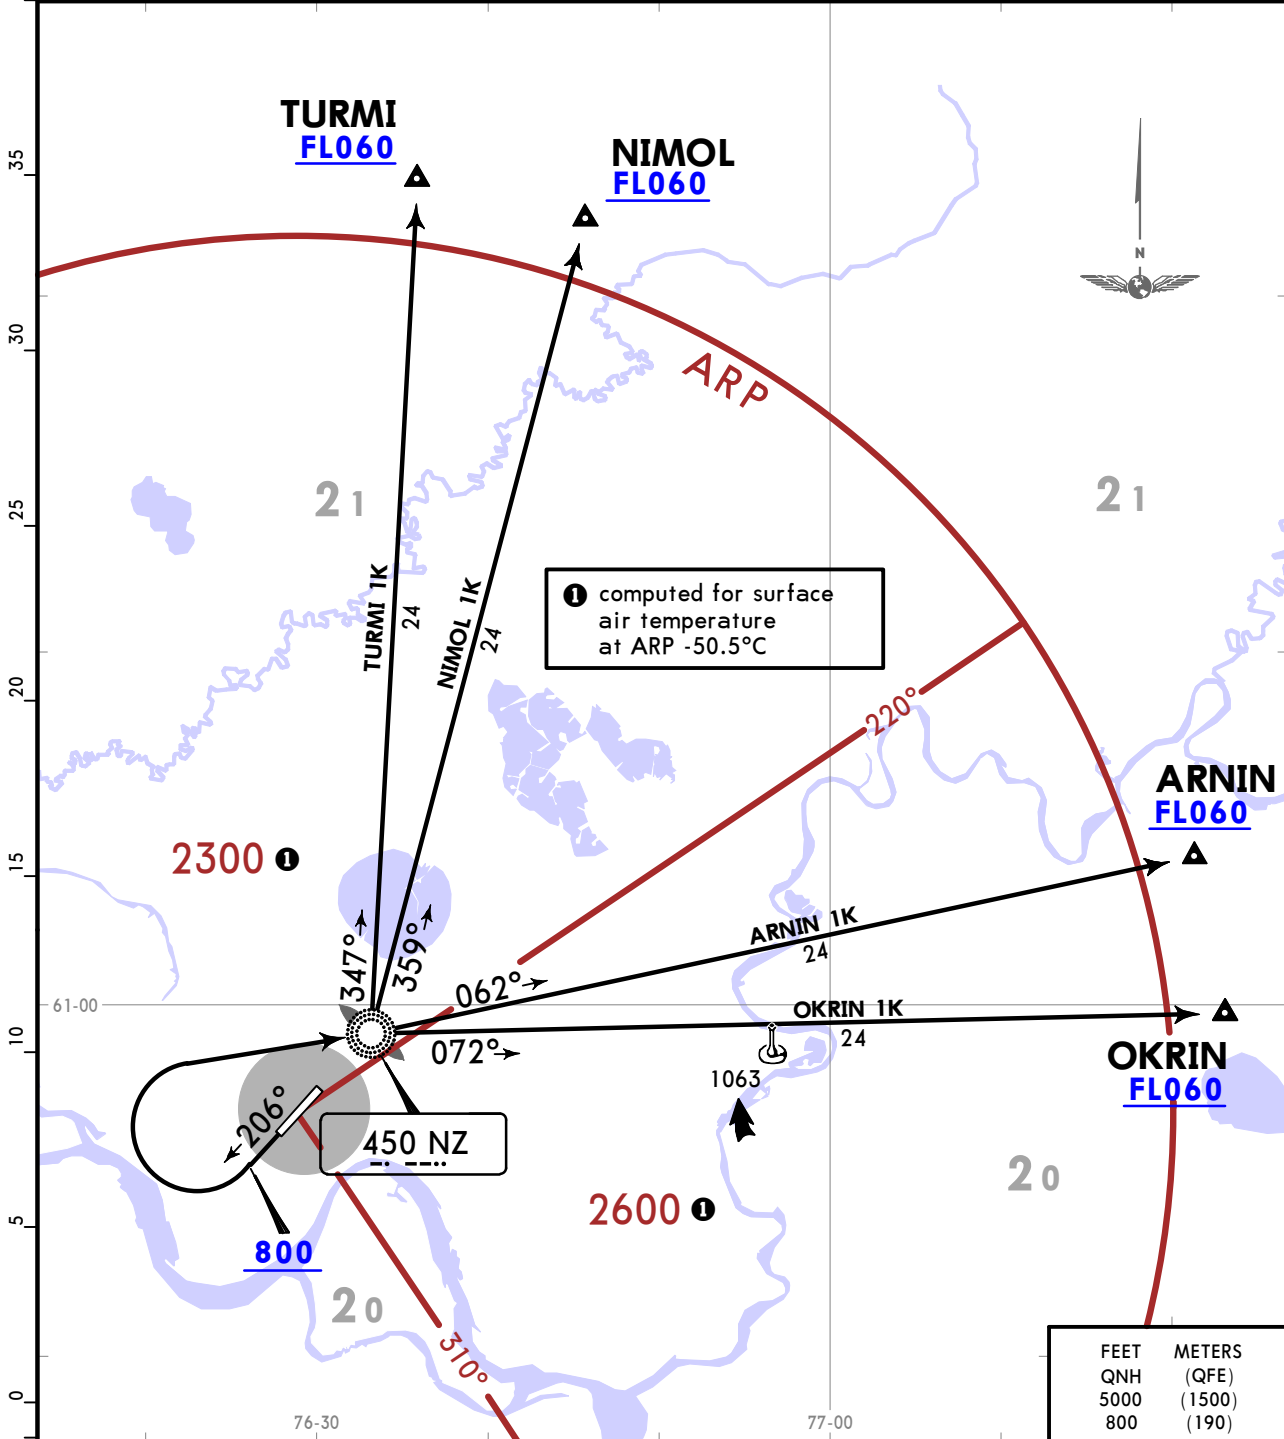 TURMI
FL060
NIMOL
FL060
N
ARP
35
30
25
20
15
10
5
0
21
21
TURMI 1K
24
NIMOL 1K
24
1 computed for surface
air temperature
at ARP -50.5°C
220°
ARNIN
FL060
2300 1
ARNIN 1K
24
347°
359°
062°
61-00
OKRIN 1K
24
072°
OKRIN
FL060
1063
206°
450 NZ
800
2600 1
20
20
310°
76-30
77-00
FEET METERS
QNH (QFE)
5000 (1500)
800 (190)